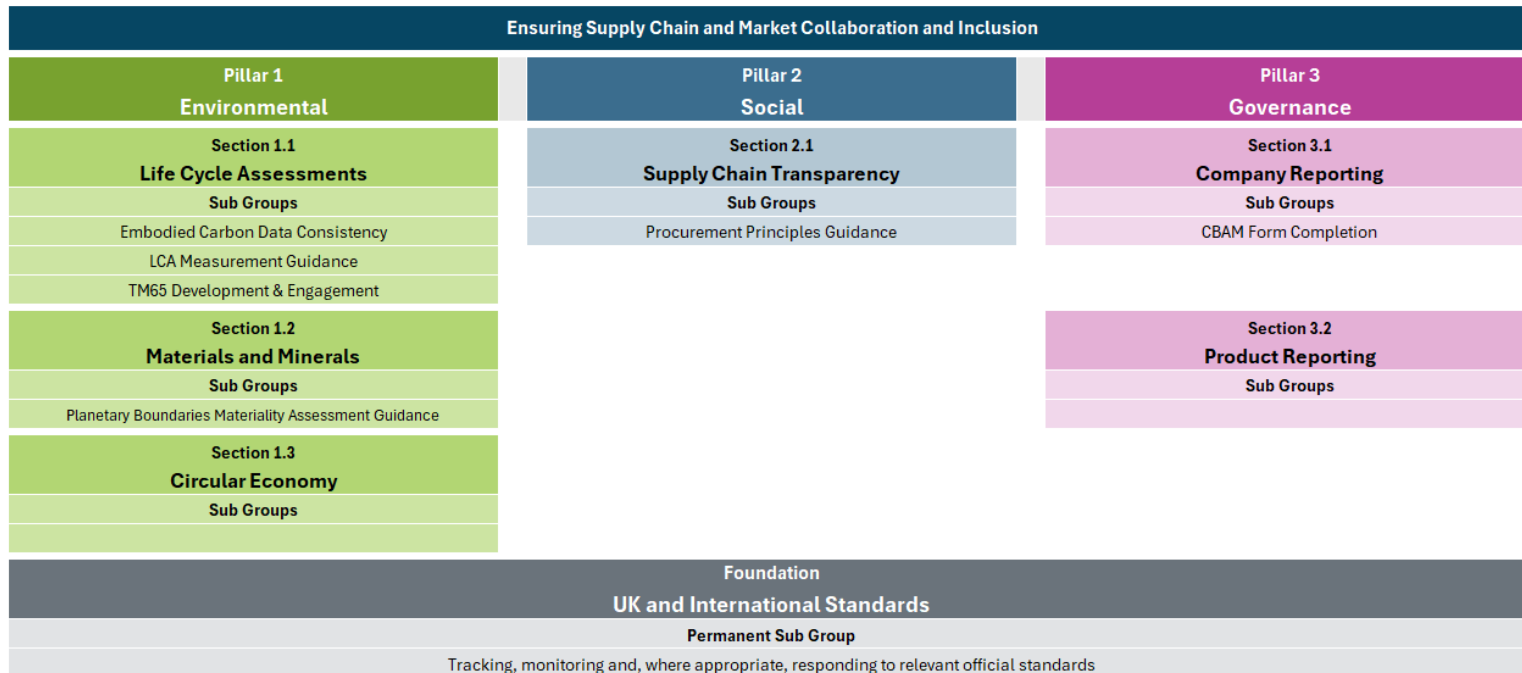 Ensuring Supply Chain and Market Collaboration and Inclusion
Pillar 1
Environmental
Section 1.1
Life Cycle Assessments
Sub Groups
Embodied Carbon Data Consistency
LCA Measurement Guidance
TM65 Development & Engagement
Section 1.2
Materials and Minerals
Sub Groups
Planetary Boundaries Materiality Assessment Guidance
Section 1.3
Circular Economy
Sub Groups
Pillar 2
Social
Section 2.1
Supply Chain Transparency
Sub Groups
Procurement Principles Guidance
Pillar 3
Governance
Section 3.1
Company Reporting
Sub Groups
CBAM Form Completion
Section 3.2
Product Reporting
Sub Groups
Foundation
UK and International Standards
Permanent Sub Group
Tracking, monitoring and, where appropriate, responding to relevant official standards